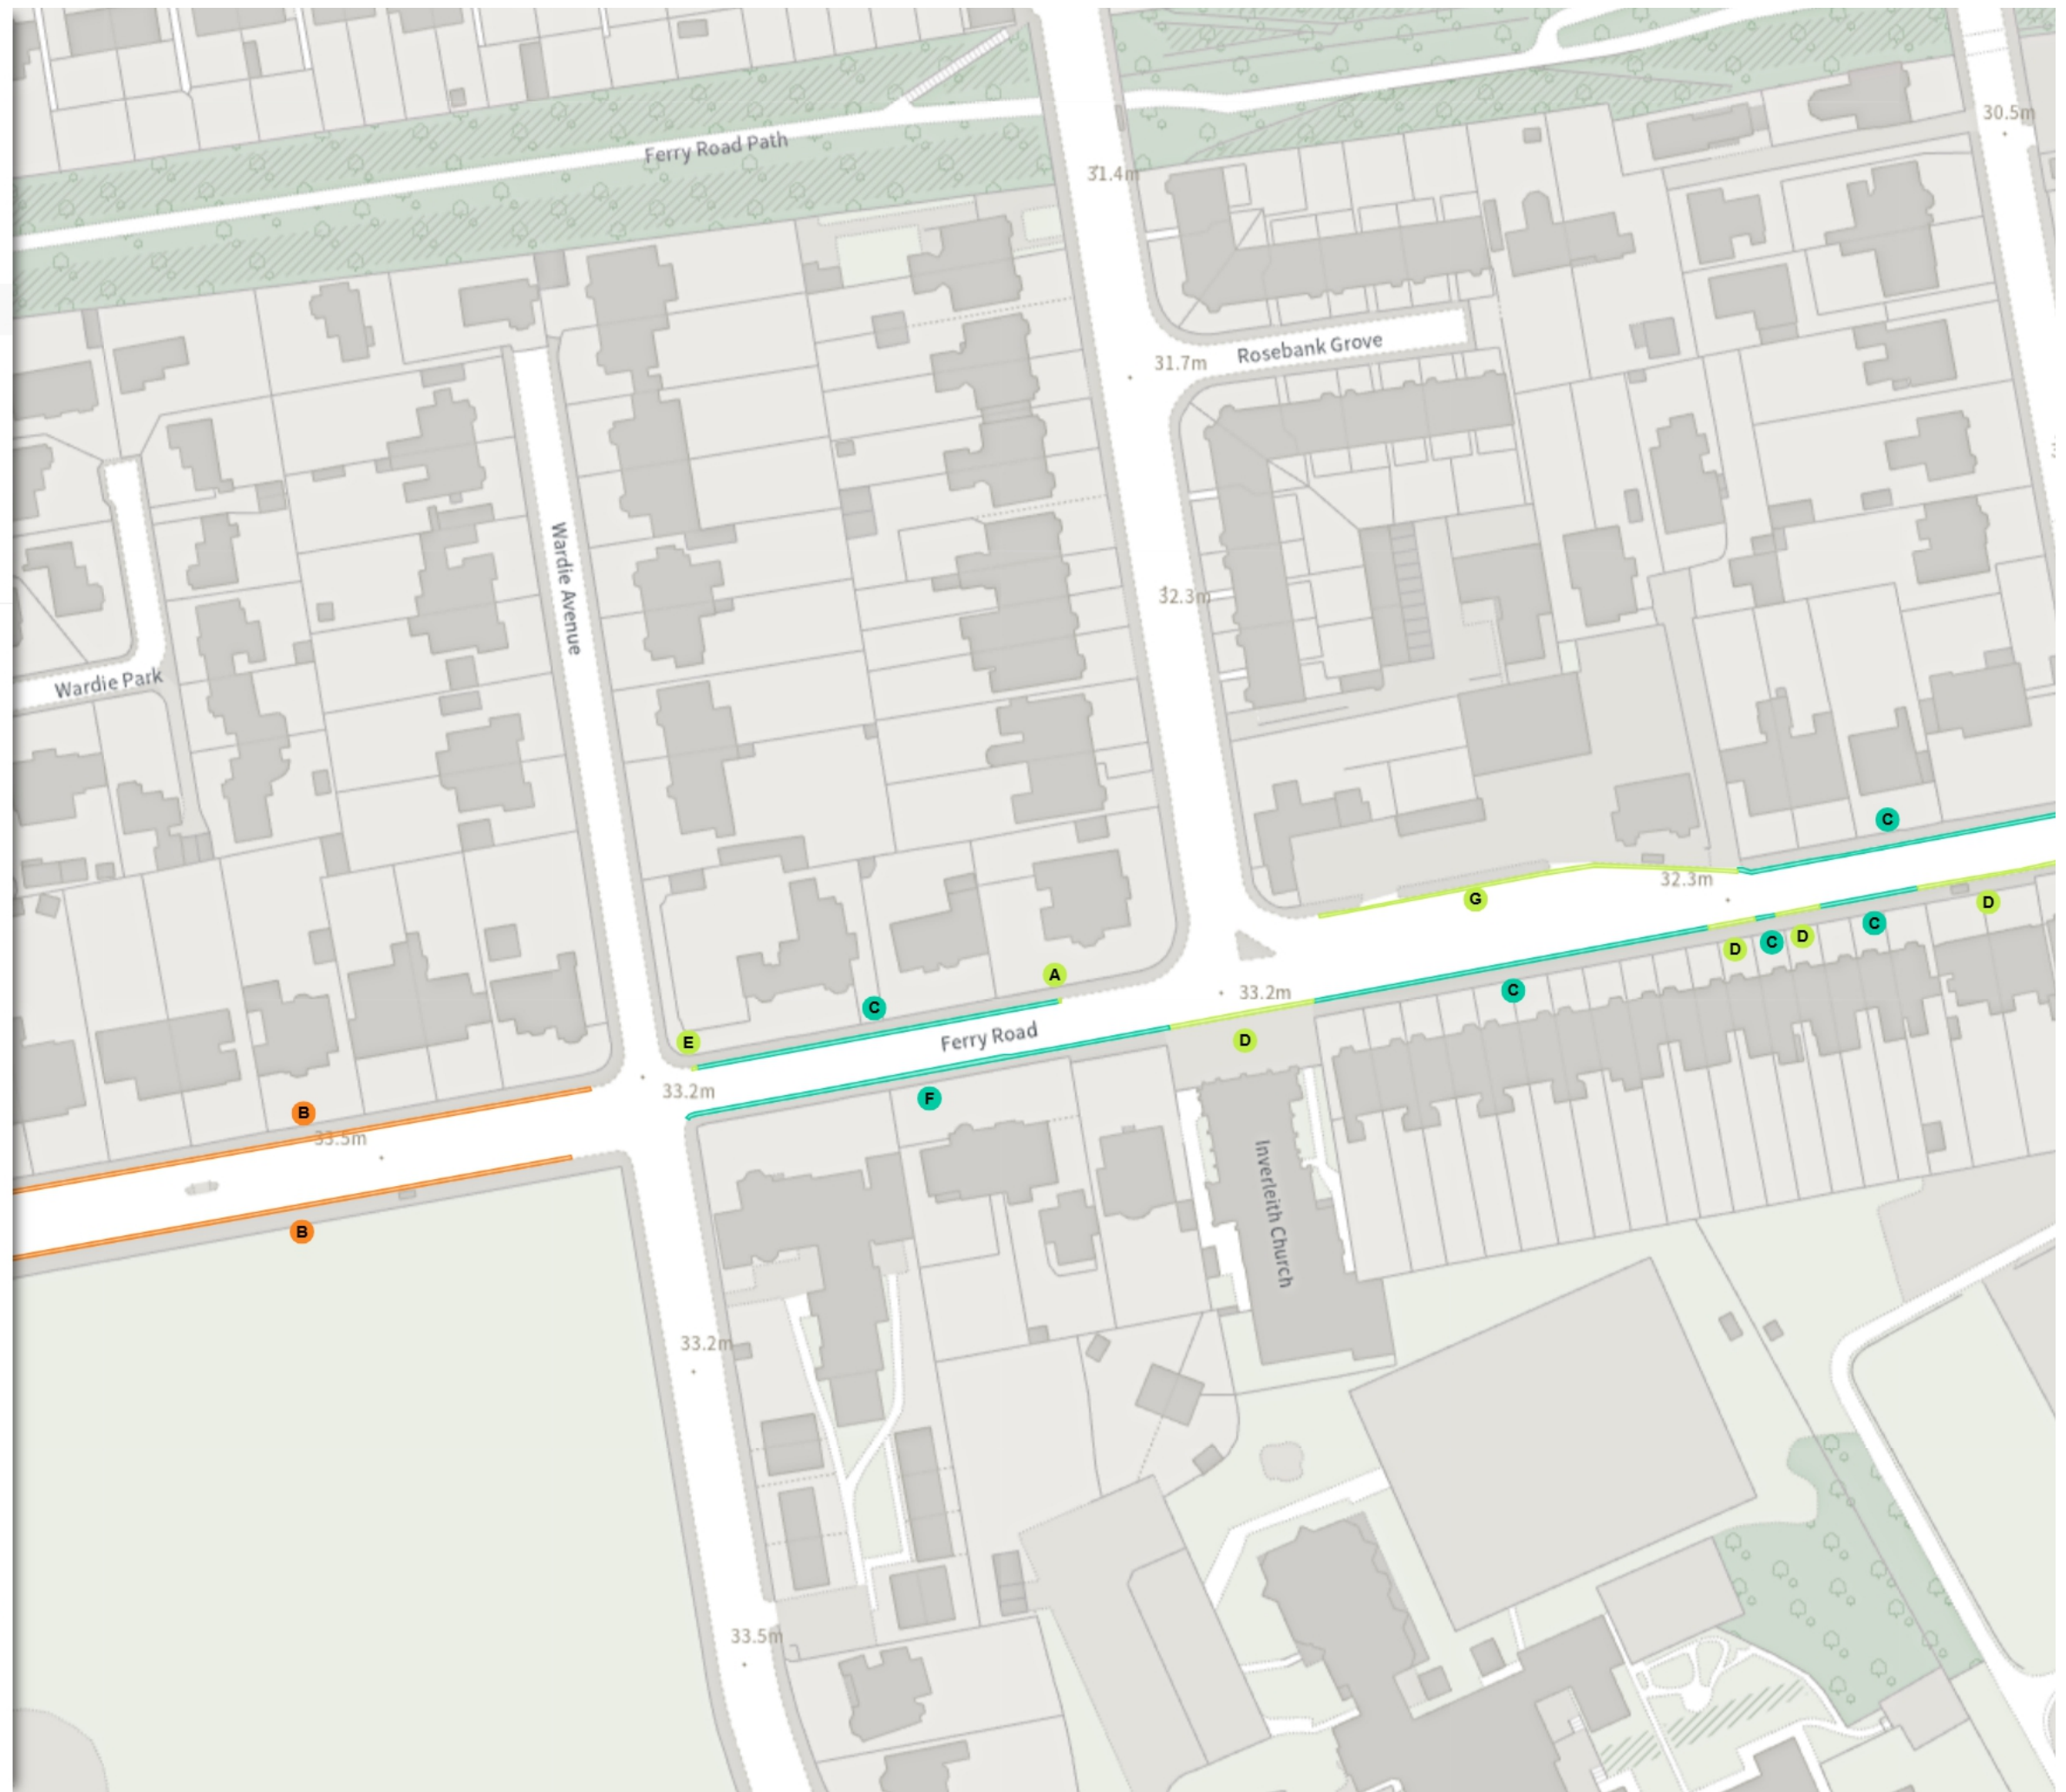 30.5m
Ferry Road Path
31.4m
Rosebank Grove
31.7m
Wardie Avenue
32.3m
Wardie Park
C
32.3m
G
D
C
D
C
D
A
C
C
33.2m
Ferry Road
D
E
33.2m
F
B
33.5m
B
Inverleith Church
33.2m
33.5m